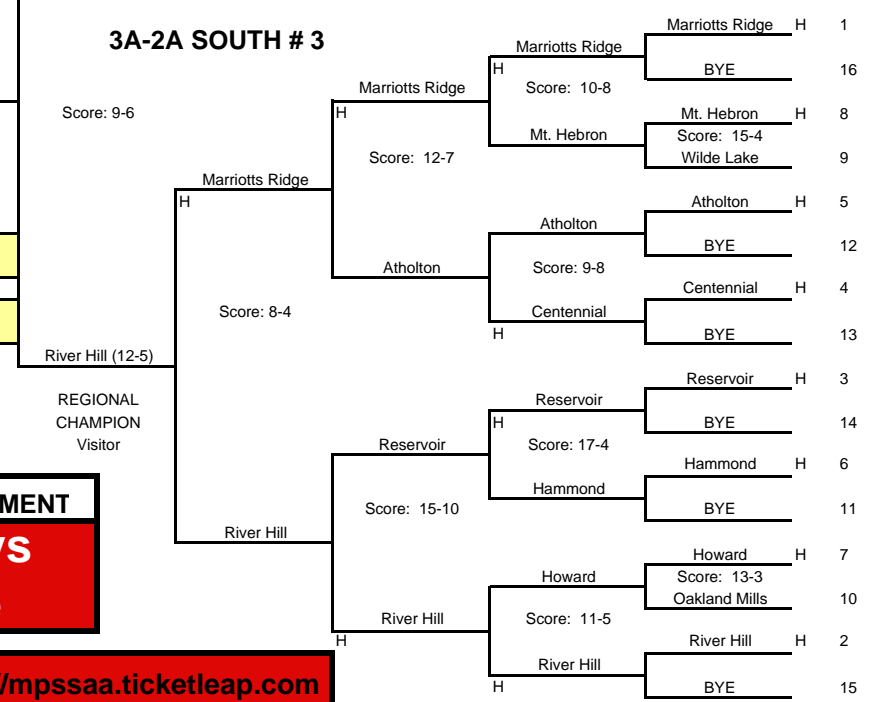 3A-2A SOUTH # 3
Marriotts Ridge H 1
Marriotts Ridge
H
BYE 16
Score: 10-8
Marriotts Ridge
H
Mt. Hebron H 8
Score: 9-6
Mt. Hebron
Score: 15-4
Wilde Lake 9
Score: 12-7
Marriotts Ridge
H
Atholton H 5
Atholton
BYE 12
Atholton
Score: 9-8
Centennial H 4
Score: 8-4
Centennial
H
BYE 13
River Hill (12-5)
Reservoir H 3
REGIONAL
CHAMPION
Visitor
Reservoir
H
BYE 14
Reservoir
Score: 17-4
Hammond H 6
Hammond
MENT
Score: 15-10
BYE 11
River Hill
Howard H 7
Howard
Score: 13-3
Oakland Mills 10
River Hill
H
Score: 11-5
River Hill H 2
River Hill
H
BYE 15
/mpssaa.ticketleap.com